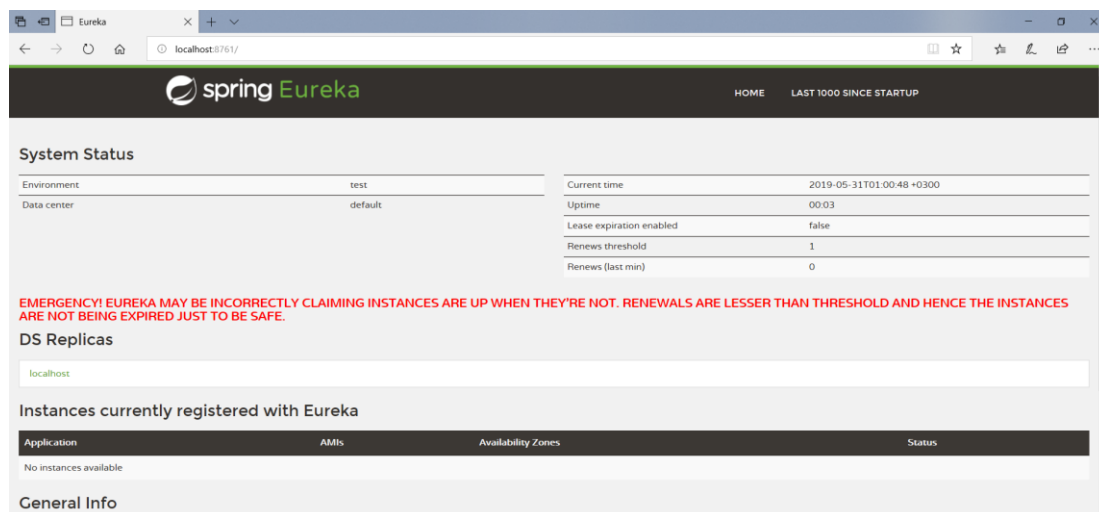 Eureka
localhost:8761/
spring Eureka
HOME LAST 1000 SINCE STARTUP
System Status
Environment test
Data center default
Current time 2019-05-31T01:00:48 +0300
Uptime 00:03
Lease expiration enabled false
Renews threshold 1
Renews (last min) 0
EMERGENCY! EUREKA MAY BE INCORRECTLY CLAIMING INSTANCES ARE UP WHEN THEY'RE NOT. RENEWALS ARE LESSER THAN THRESHOLD AND HENCE THE INSTANCES
ARE NOT BEING EXPIRED JUST TO BE SAFE.
DS Replicas
localhost
Instances currently registered with Eureka
Application AMIs Availability Zones Status
No instances available
General Info